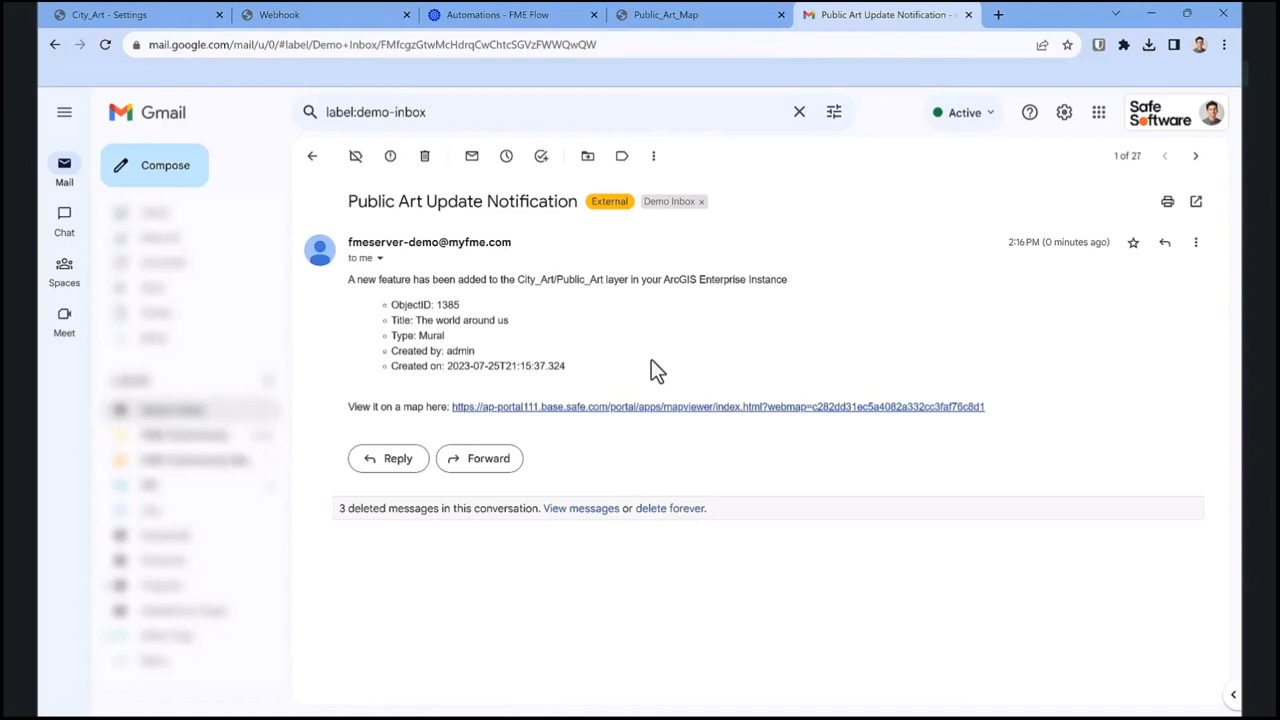 City_Art - Settings
Webhook
Automations - FME Flow
Public_Art_Map
Public Art Update Notification - s
mail.google.com/mail/u/0/#label/Demo+Inbox/FMfcgzGtwMcHdrqCwChtcSGVzFWWQwQW
Gmail
label:demo-inbox
Active
Safe Software
Compose
Mail
Chat
Spaces
Meet
1 of 27
Public Art Update Notification
External
Demo Inbox x
fmeserver-demo@myfme.com
2:16 PM (0 minutes ago)
to me
A new feature has been added to the City_Art/Public_Art layer in your ArcGIS Enterprise Instance
ObjectID: 1385
Title: The world around us
Type: Mural
Created by: admin
Created on: 2023-07-25T21:15:37.324
View it on a map here: https://ap-portal111.base.safe.com/portal/apps/mapviewer/index.html?webmap=c282dd31ec5a4082a332cc3faf76c8d1
Reply
Forward
3 deleted messages in this conversation. View messages or delete forever.